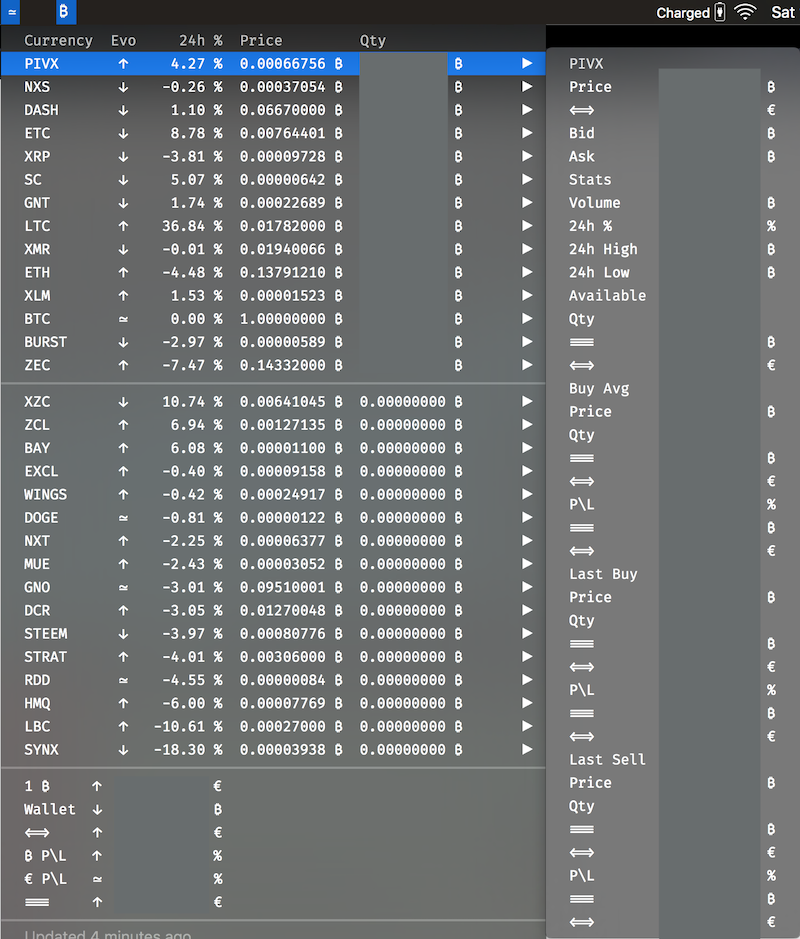 ≃ ₿ Charged Sat
Currency Evo 24h % Price Qty
PIVX ↑ 4.27 % 0.00066756 ₿ ₿ ▶
NXS ↓ -0.26 % 0.00037054 ₿ ₿ ▶
DASH ↓ 1.10 % 0.06670000 ₿ ₿ ▶
ETC ↓ 8.78 % 0.00764401 ₿ ₿ ▶
XRP ↓ -3.81 % 0.00009728 ₿ ₿ ▶
SC ↓ 5.07 % 0.00000642 ₿ ₿ ▶
GNT ↓ 1.74 % 0.00022689 ₿ ₿ ▶
LTC ↑ 36.84 % 0.01782000 ₿ ₿ ▶
XMR ↓ -0.01 % 0.01940066 ₿ ₿ ▶
ETH ↑ -4.48 % 0.13791210 ₿ ₿ ▶
XLM ↑ 1.53 % 0.00001523 ₿ ₿ ▶
BTC ≃ 0.00 % 1.00000000 ₿ ₿ ▶
BURST ↓ -2.97 % 0.00000589 ₿ ₿ ▶
ZEC ↑ -7.47 % 0.14332000 ₿ ₿ ▶
XZC ↓ 10.74 % 0.00641045 ₿ 0.00000000 ₿ ▶
ZCL ↑ 6.94 % 0.00127135 ₿ 0.00000000 ₿ ▶
BAY ↑ 6.08 % 0.00001100 ₿ 0.00000000 ₿ ▶
EXCL ↑ -0.40 % 0.00009158 ₿ 0.00000000 ₿ ▶
WINGS ↑ -0.42 % 0.00024917 ₿ 0.00000000 ₿ ▶
DOGE ≃ -0.81 % 0.00000122 ₿ 0.00000000 ₿ ▶
NXT ↑ -2.25 % 0.00006377 ₿ 0.00000000 ₿ ▶
MUE ↑ -2.43 % 0.00003052 ₿ 0.00000000 ₿ ▶
GNO ≃ -3.01 % 0.09510001 ₿ 0.00000000 ₿ ▶
DCR ↑ -3.05 % 0.01270048 ₿ 0.00000000 ₿ ▶
STEEM ↓ -3.97 % 0.00080776 ₿ 0.00000000 ₿ ▶
STRAT ↑ -4.01 % 0.00306000 ₿ 0.00000000 ₿ ▶
RDD ≃ -4.55 % 0.00000084 ₿ 0.00000000 ₿ ▶
HMQ ↑ -6.00 % 0.00007769 ₿ 0.00000000 ₿ ▶
LBC ↑ -10.61 % 0.00027000 ₿ 0.00000000 ₿ ▶
SYNX ↓ -18.30 % 0.00003938 ₿ 0.00000000 ₿ ▶
1 ₿ ↑ €
Wallet ↓ ₿
⟺ ↑ €
₿ P\L ↑ %
€ P\L ≃ %
≡ ↑ €
Updated 4 minutes ago
PIVX
Price ₿
⟺ €
Bid ₿
Ask ₿
Stats
Volume ₿
24h % %
24h High ₿
24h Low ₿
Available
Qty
≡ ₿
⟺ €
Buy Avg
Price ₿
Qty
≡ ₿
⟺ €
P\L %
≡ ₿
⟺ €
Last Buy
Price ₿
Qty
≡ ₿
⟺ €
P\L %
≡ ₿
⟺ €
Last Sell
Price ₿
Qty
≡ ₿
⟺ €
P\L %
≡ ₿
⟺ €